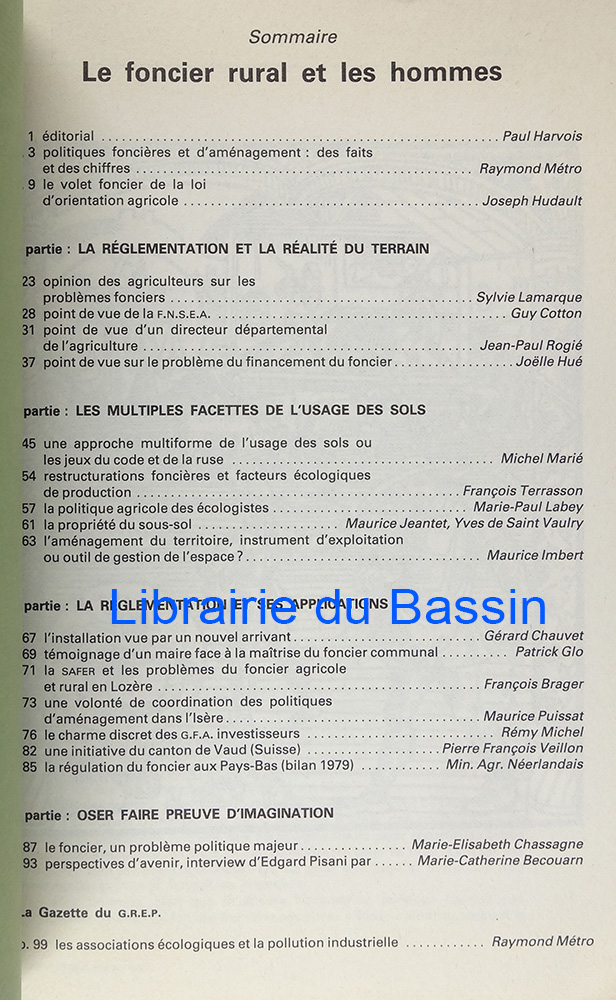 Sommaire
Le foncier rural et les hommes
1 éditorial ........ Paul Harvois
3 politiques foncières et d'aménagement : des faits
et des chiffres ........ Raymond Métro
9 le volet foncier de la loi
d'orientation agricole ........ Joseph Hudault
partie : LA RÉGLEMENTATION ET LA RÉALITÉ DU TERRAIN
23 opinion des agriculteurs sur les
problèmes fonciers ........ Sylvie Lamarque
28 point de vue de la F.N.S.E.A. ........ Guy Cotton
31 point de vue d'un directeur départemental
de l'agriculture ........ Jean-Paul Rogié
37 point de vue sur le problème du financement du foncier ........ Joëlle Hué
partie : LES MULTIPLES FACETTES DE L'USAGE DES SOLS
45 une approche multiforme de l'usage des sols ou
les jeux du code et de la ruse ........ Michel Marié
54 restructurations foncières et facteurs écologiques
de production ........ François Terrasson
57 la politique agricole des écologistes ........ Marie-Paul Labey
61 la propriété du sous-sol ........ Maurice Jeantet, Yves de Saint Vaulry
63 l'aménagement du territoire, instrument d'exploitation
ou outil de gestion de l'espace ? ........ Maurice Imbert
partie : LA RÉGLEMENTATION ET SES APPLICATIONS
Librairie du Bassin
67 l'installation vue par un nouvel arrivant ........ Gérard Chauvet
69 témoignage d'un maire face à la maîtrise du foncier communal ........ Patrick Glo
71 la SAFER et les problèmes du foncier agricole
et rural en Lozère ........ François Brager
73 une volonté de coordination des politiques
d'aménagement dans l'Isère ........ Maurice Puissat
76 le charme discret des G.F.A. investisseurs ........ Rémy Michel
82 une initiative du canton de Vaud (Suisse) ........ Pierre François Veillon
85 la régulation du foncier aux Pays-Bas (bilan 1979) ........ Min. Agr. Néerlandais
partie : OSER FAIRE PREUVE D'IMAGINATION
87 le foncier, un problème politique majeur ........ Marie-Elisabeth Chassagne
93 perspectives d'avenir, interview d'Edgard Pisani par ...... Marie-Catherine Becouarn
La Gazette du G.R.E.P.
p. 99 les associations écologiques et la pollution industrielle ........ Raymond Métro